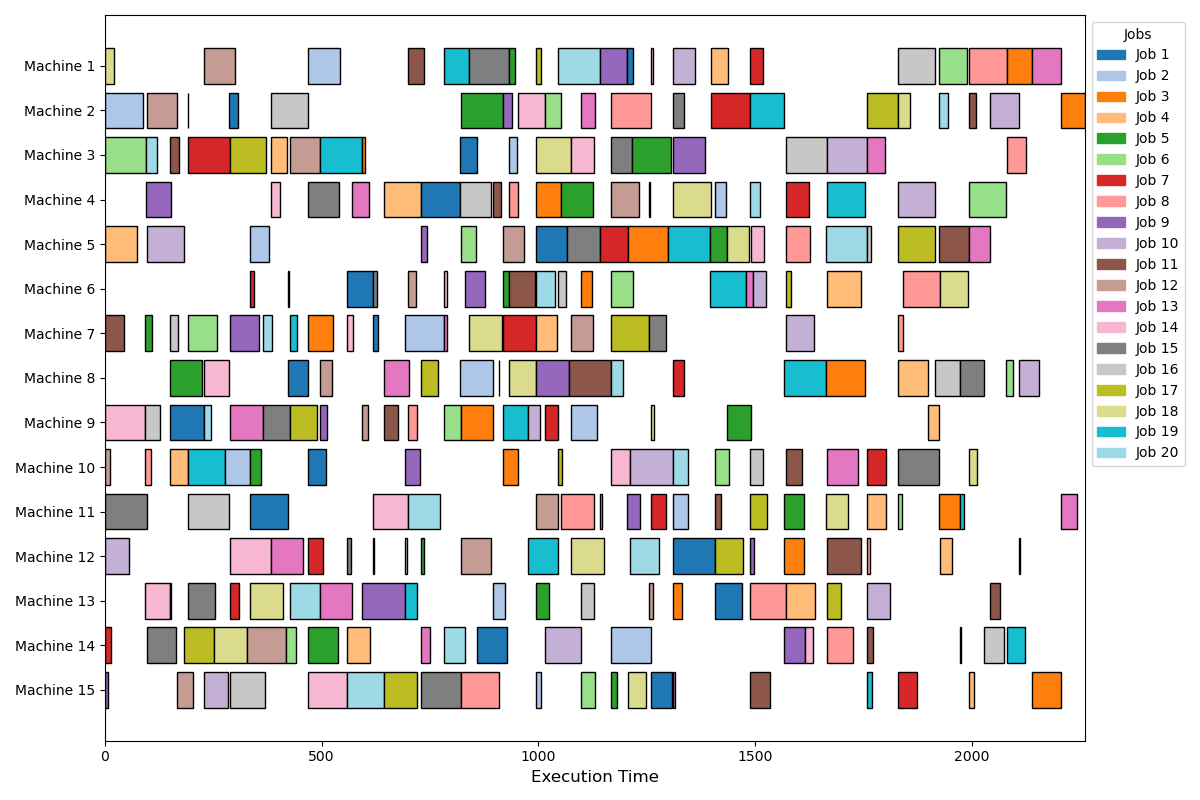 Machine 1
Machine 2
Machine 3
Machine 4
Machine 5
Machine 6
Machine 7
Machine 8
Machine 9
Machine 10
Machine 11
Machine 12
Machine 13
Machine 14
Machine 15
0
500
1000
1500
2000
Execution Time
Jobs
Job 1
Job 2
Job 3
Job 4
Job 5
Job 6
Job 7
Job 8
Job 9
Job 10
Job 11
Job 12
Job 13
Job 14
Job 15
Job 16
Job 17
Job 18
Job 19
Job 20